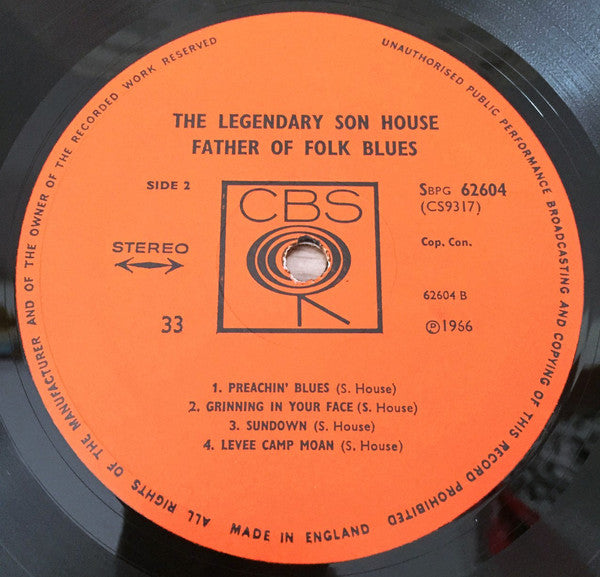 ALL RIGHTS OF THE MANUFACTURER AND OF THE OWNER OF THE RECORDED WORK RESERVED
UNAUTHORISED PUBLIC PERFORMANCE BROADCASTING AND COPYING OF THIS RECORD PROHIBITED
THE LEGENDARY SON HOUSE
FATHER OF FOLK BLUES
SIDE 2
CBS
SBPG 62604
(CS9317)
STEREO
Cop. Con.
62604 B
33
℗1966
1. PREACHIN' BLUES (S. House)
2. GRINNING IN YOUR FACE (S. House)
3. SUNDOWN (S. House)
4. LEVEE CAMP MOAN (S. House)
MADE IN ENGLAND